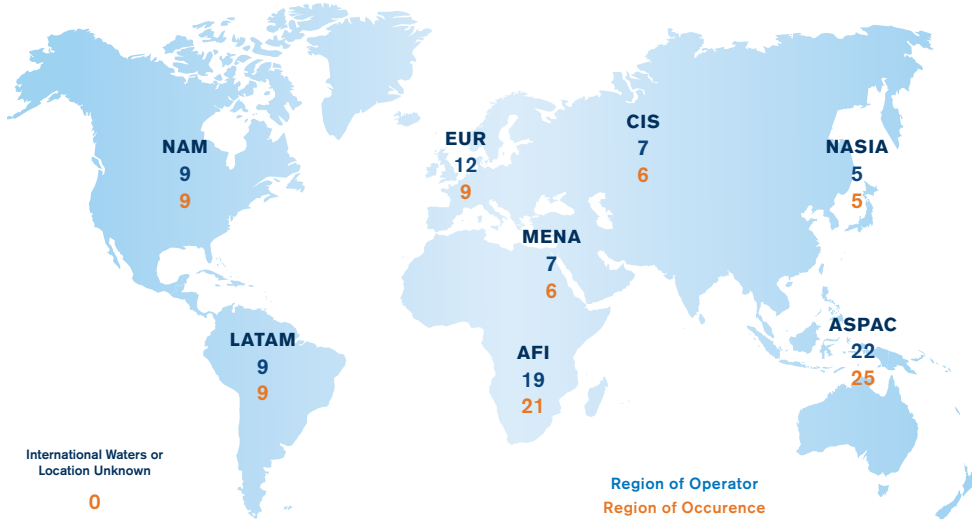 NAM
9
9
EUR
12
9
CIS
7
6
NASIA
5
5
MENA
7
6
LATAM
9
9
AFI
19
21
ASPAC
22
25
International Waters or
Location Unknown
0
Region of Operator
Region of Occurence